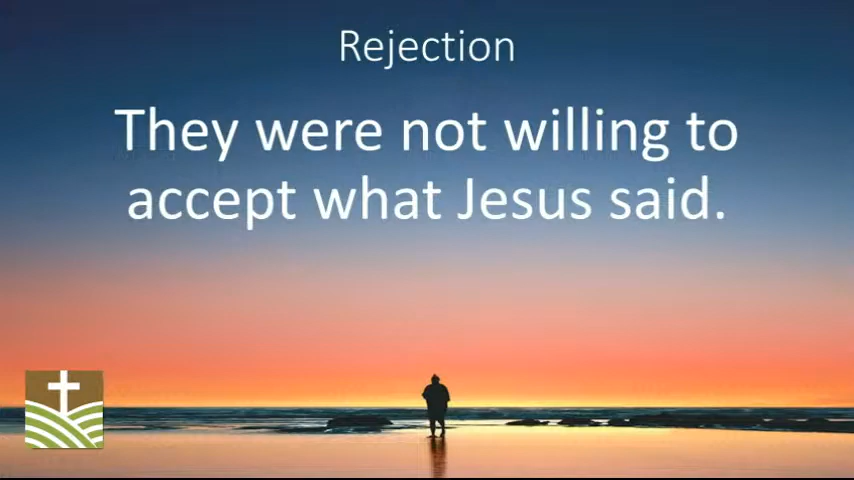 Rejection
They were not willing to
accept what Jesus said.